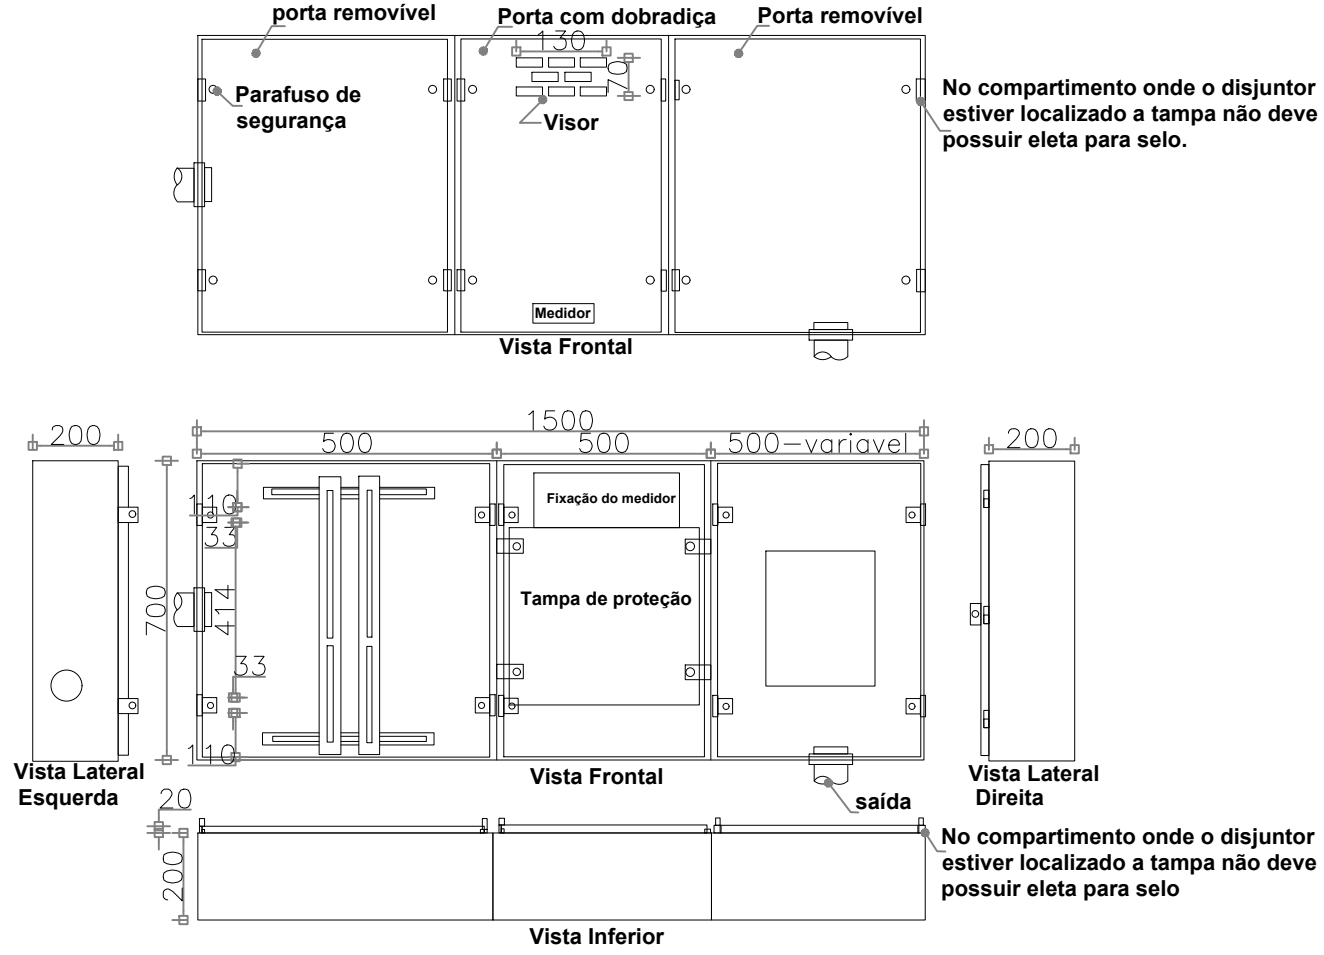 porta removível
Porta com dobradiça
Porta removível
130
70
Parafuso de
segurança
Visor
No compartimento onde o disjuntor
estiver localizado a tampa não deve
possuir eleta para selo.
Medidor
Vista Frontal
1500
200
500
500
500-variavel
200
110
33
Fixação do medidor
700
414
Tampa de proteção
33
110
Vista Lateral
Esquerda
Vista Frontal
saída
Vista Lateral
Direita
20
200
No compartimento onde o disjuntor
estiver localizado a tampa não deve
possuir eleta para selo
Vista Inferior